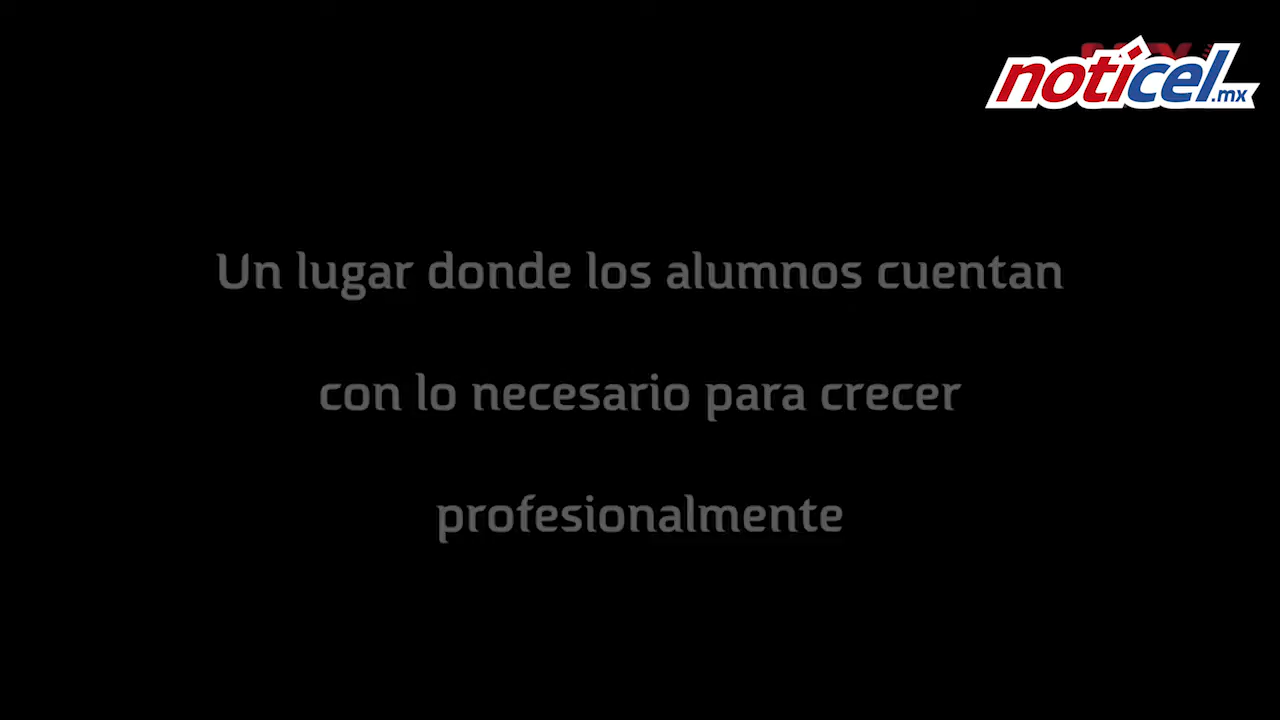 noticel.mx
Un lugar donde los alumnos cuentan
con lo necesario para crecer
profesionalmente